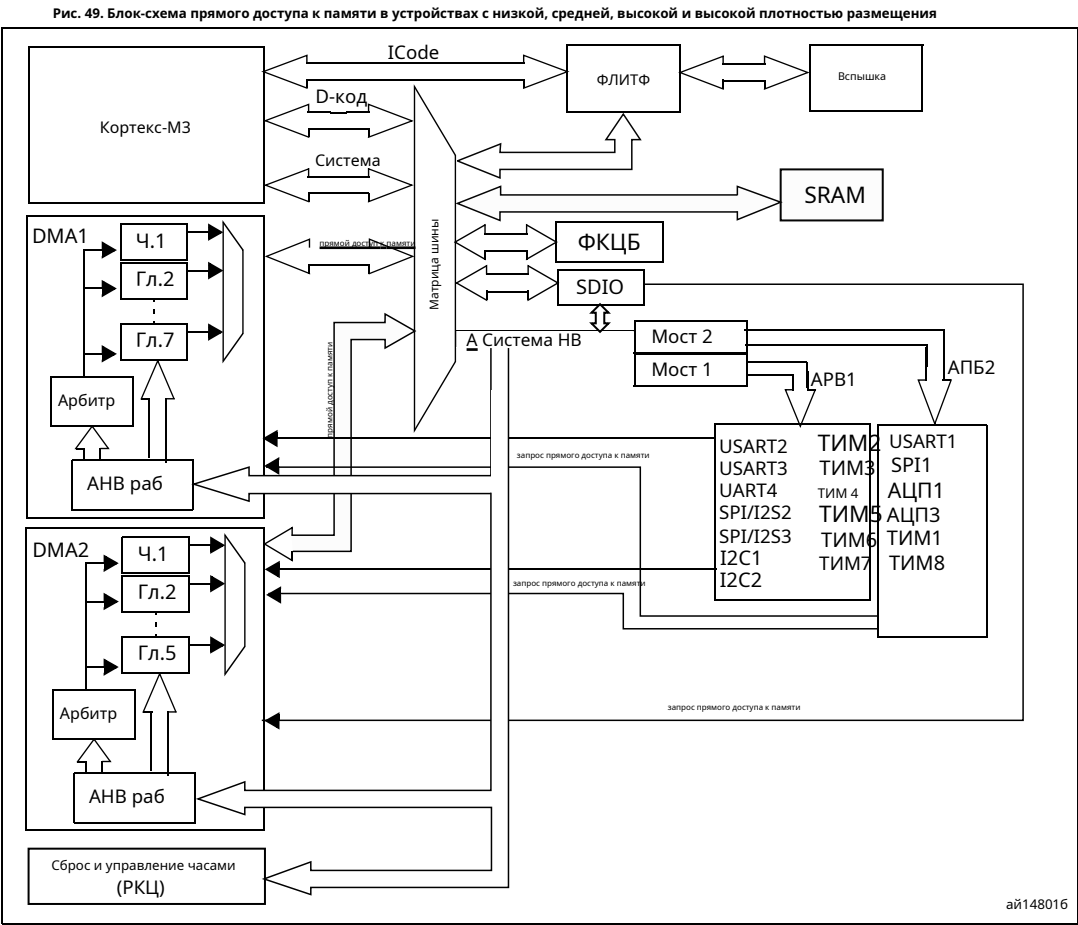 Рис. 49. Блок-схема прямого доступа к памяти в устройствах с низкой, средней, высокой и высокой плотностью размещения
ICode
ФЛИТФ
Вспышка
D-код
Кортекс-М3
Система
SRAM
DMA1
Ч.1
Гл.2
Гл.7
Арбитр
АНВ раб
прямой доступ к памяти
Матрица шины
ФКЦБ
SDIO
А Система НВ
Мост 2
Мост 1
АРВ1
АПБ2
прямой доступ к памяти
запрос прямого доступа к памяти
USART2
USART3
UART4
SPI/I2S2
SPI/I2S3
I2C1
I2C2
ТИМ2
ТИМ3
ТИМ 4
ТИМ5
ТИМ6
ТИМ7
USART1
SPI1
АЦП1
АЦП3
ТИМ1
ТИМ8
DMA2
Ч.1
Гл.2
Гл.5
Арбитр
АНВ раб
запрос прямого доступа к памяти
запрос прямого доступа к памяти
Сброс и управление часами
(РКЦ)
ай14801б